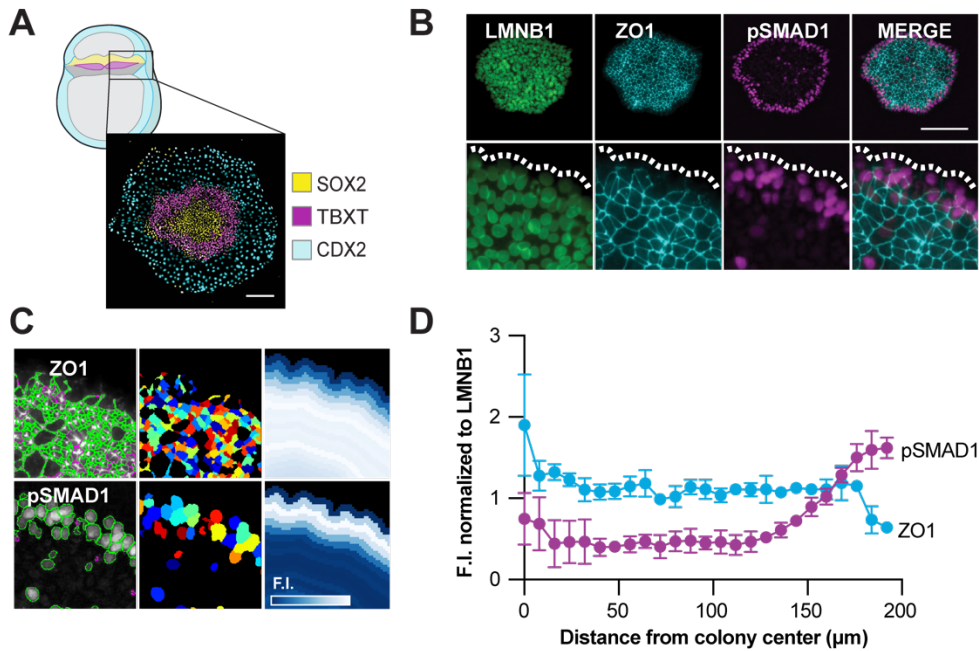 A
SOX2
TBXT
CDX2
B
LMNB1 ZO1 pSMAD1 MERGE
C
ZO1
pSMAD1
F.I.
D
F.I. normalized to LMNB1
3
2
1
0
pSMAD1
ZO1
0 50 100 150 200
Distance from colony center (µm)